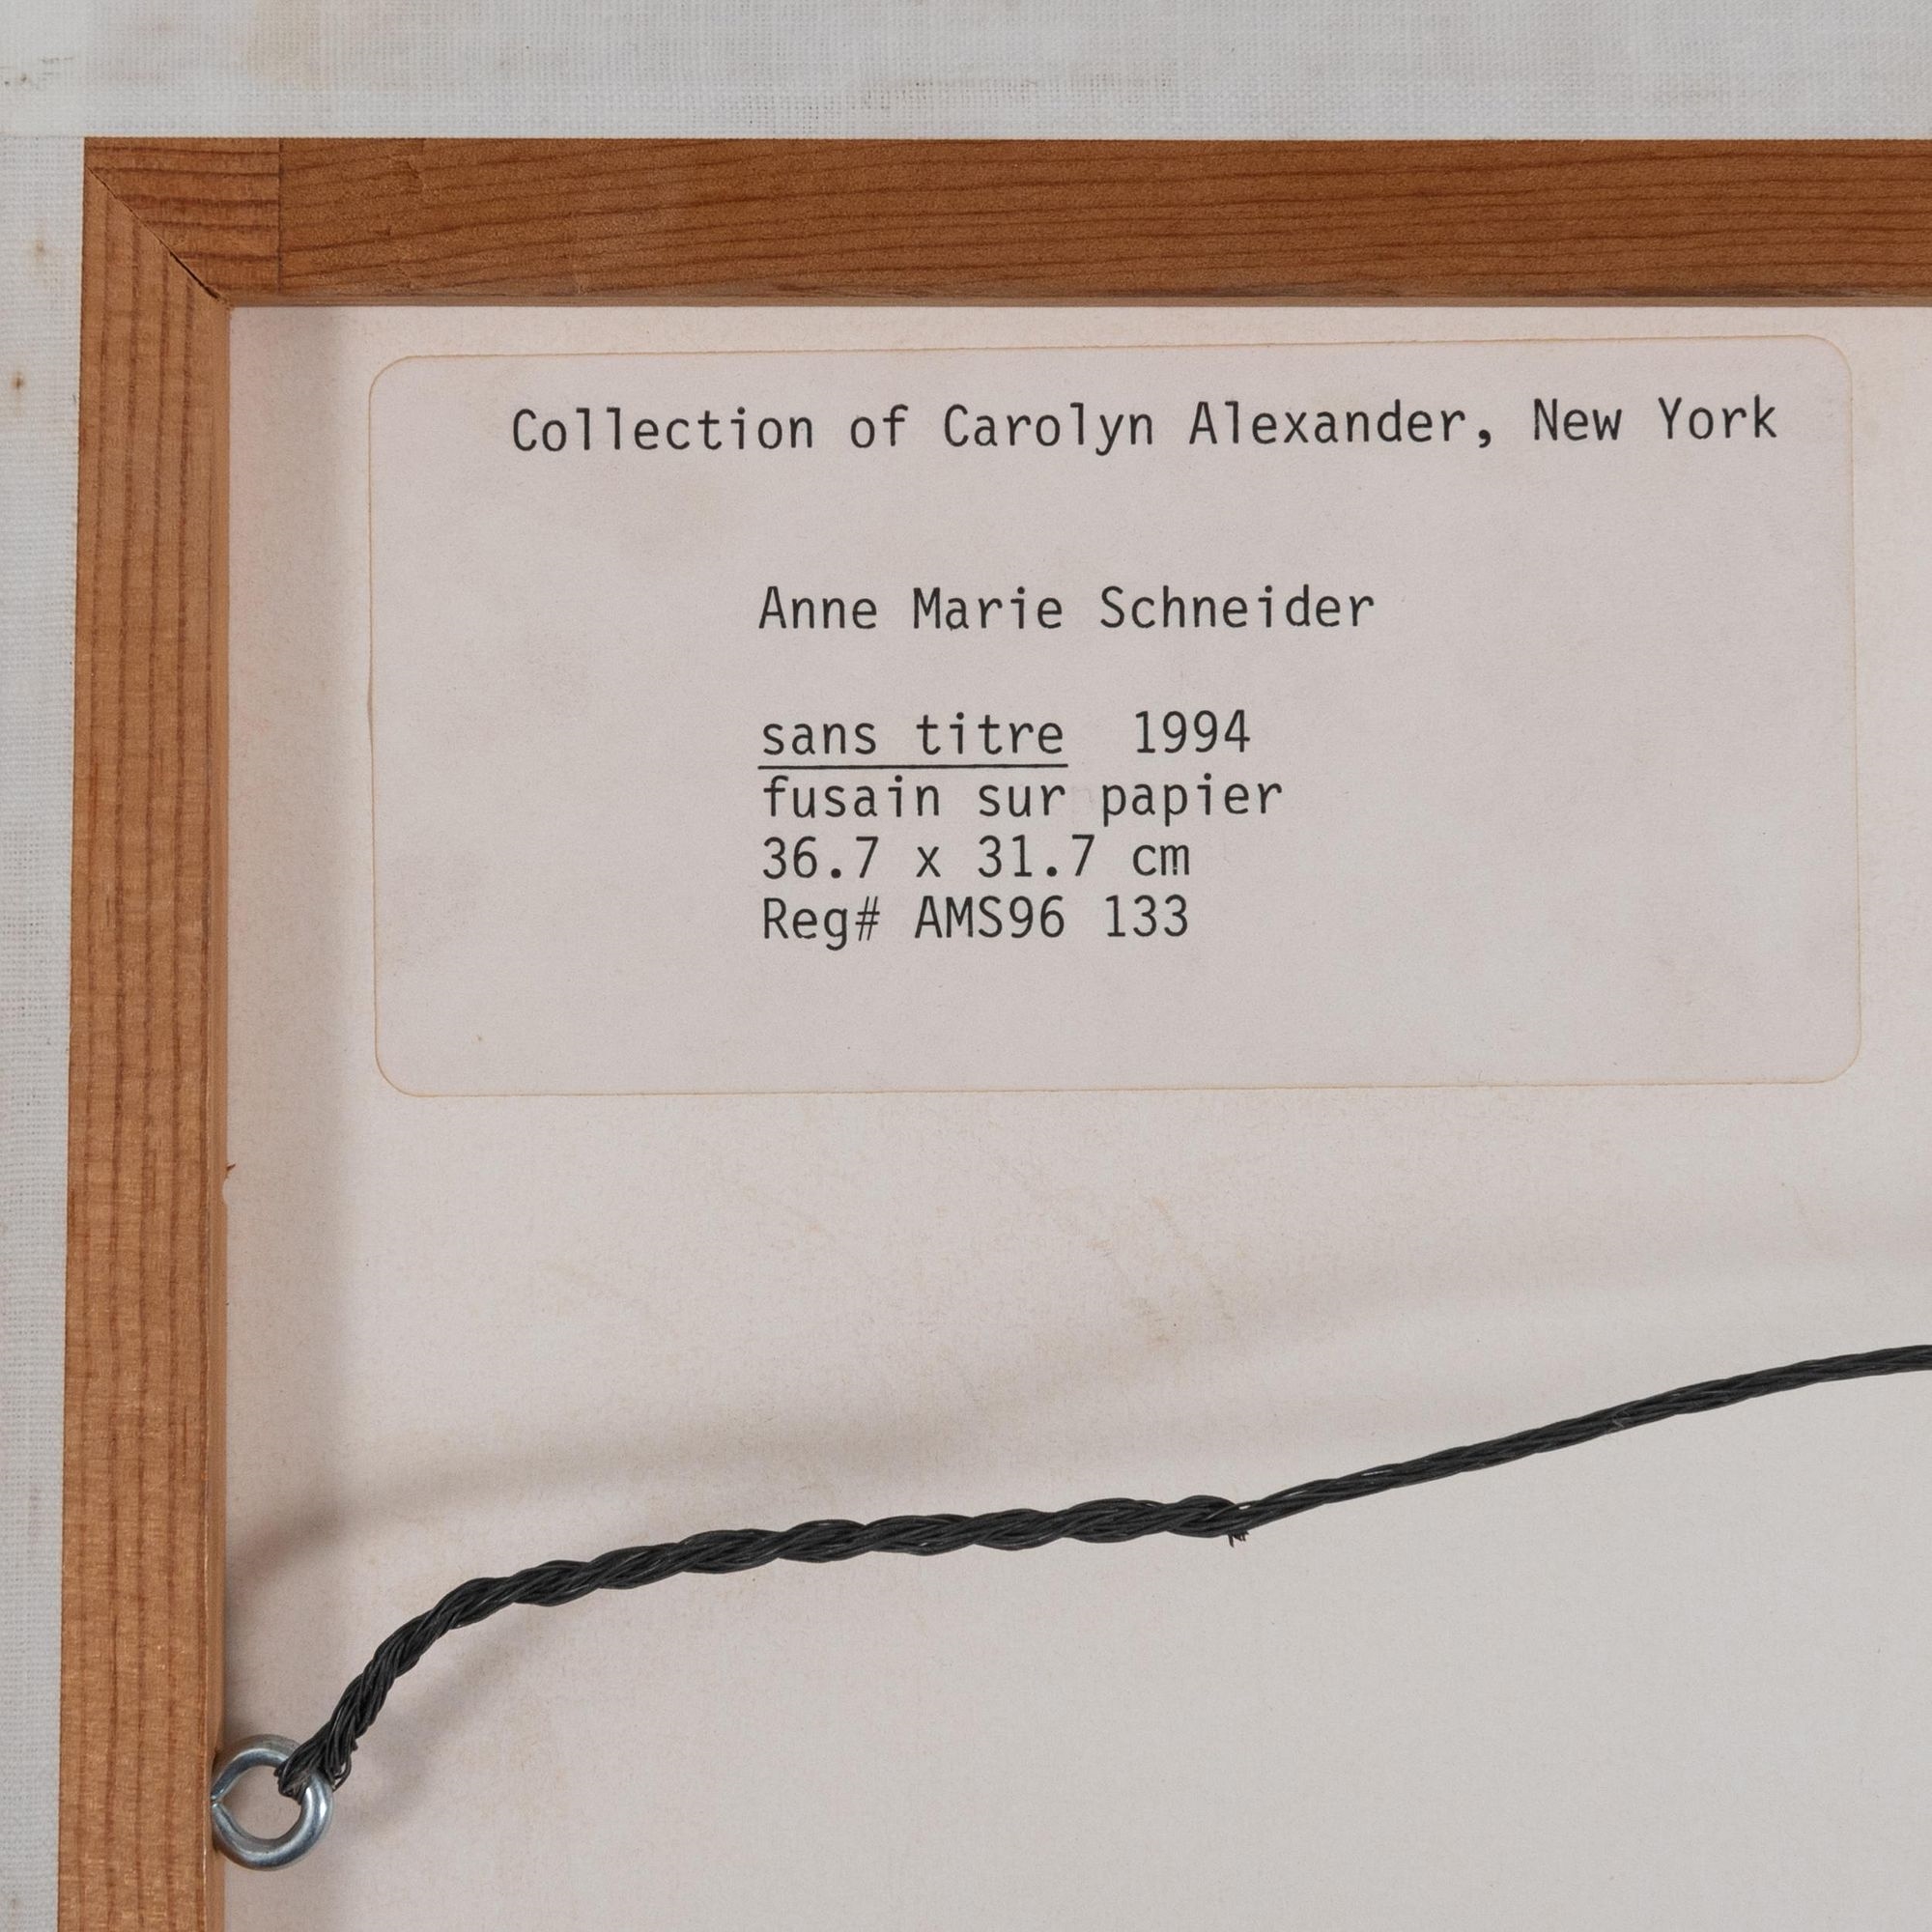 Collection of Carolyn Alexander, New York
Anne Marie Schneider
sans titre 1994
fusain sur papier
36.7 x 31.7 cm
Reg# AMS96 133